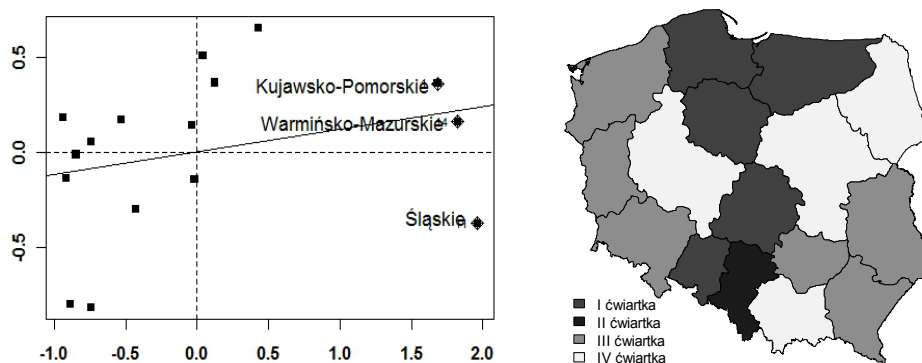 0.5
0.0
-0.5
-1.0 -0.5 0.0 0.5 1.0 1.5 2.0
Kujawsko-Pomorskie
Warmińsko-Mazurskie
Śląskie
I ćwiartka
II ćwiartka
III ćwiartka
IV ćwiartka